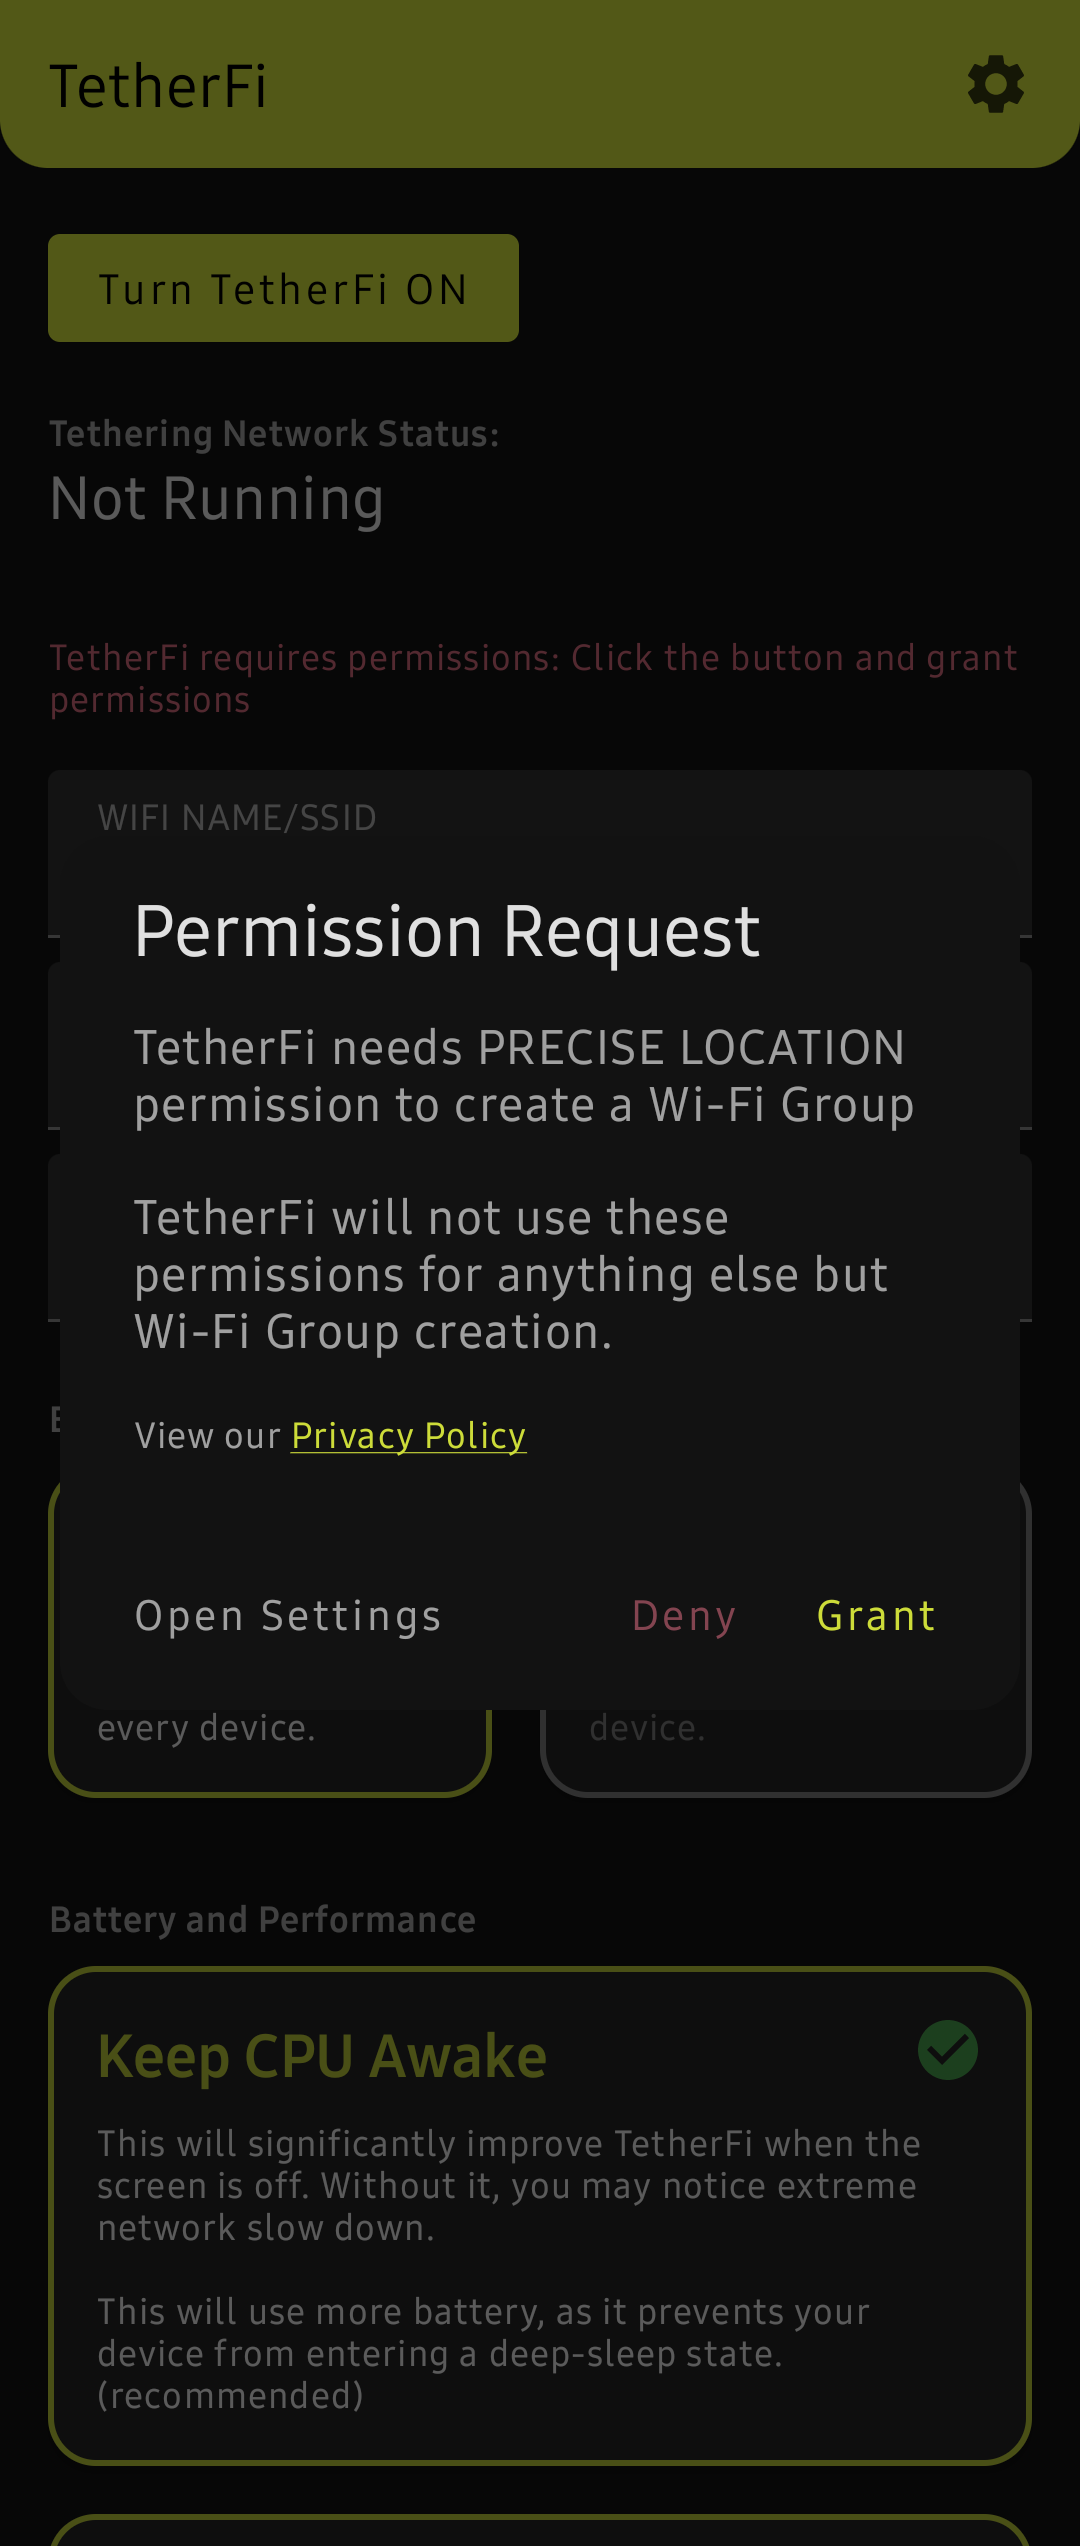 TetherFi
Turn TetherFi ON
Tethering Network Status:
Not Running
TetherFi requires permissions: Click the button and grant
permissions
WIFI NAME/SSID
Permission Request
TetherFi needs PRECISE LOCATION
permission to create a Wi-Fi Group
TetherFi will not use these
permissions for anything else but
Wi-Fi Group creation.
View our Privacy Policy
Open Settings Deny Grant
every device.
device.
Battery and Performance
Keep CPU Awake
This will significantly improve TetherFi when the
screen is off. Without it, you may notice extreme
network slow down.
This will use more battery, as it prevents your
device from entering a deep-sleep state.
(recommended)